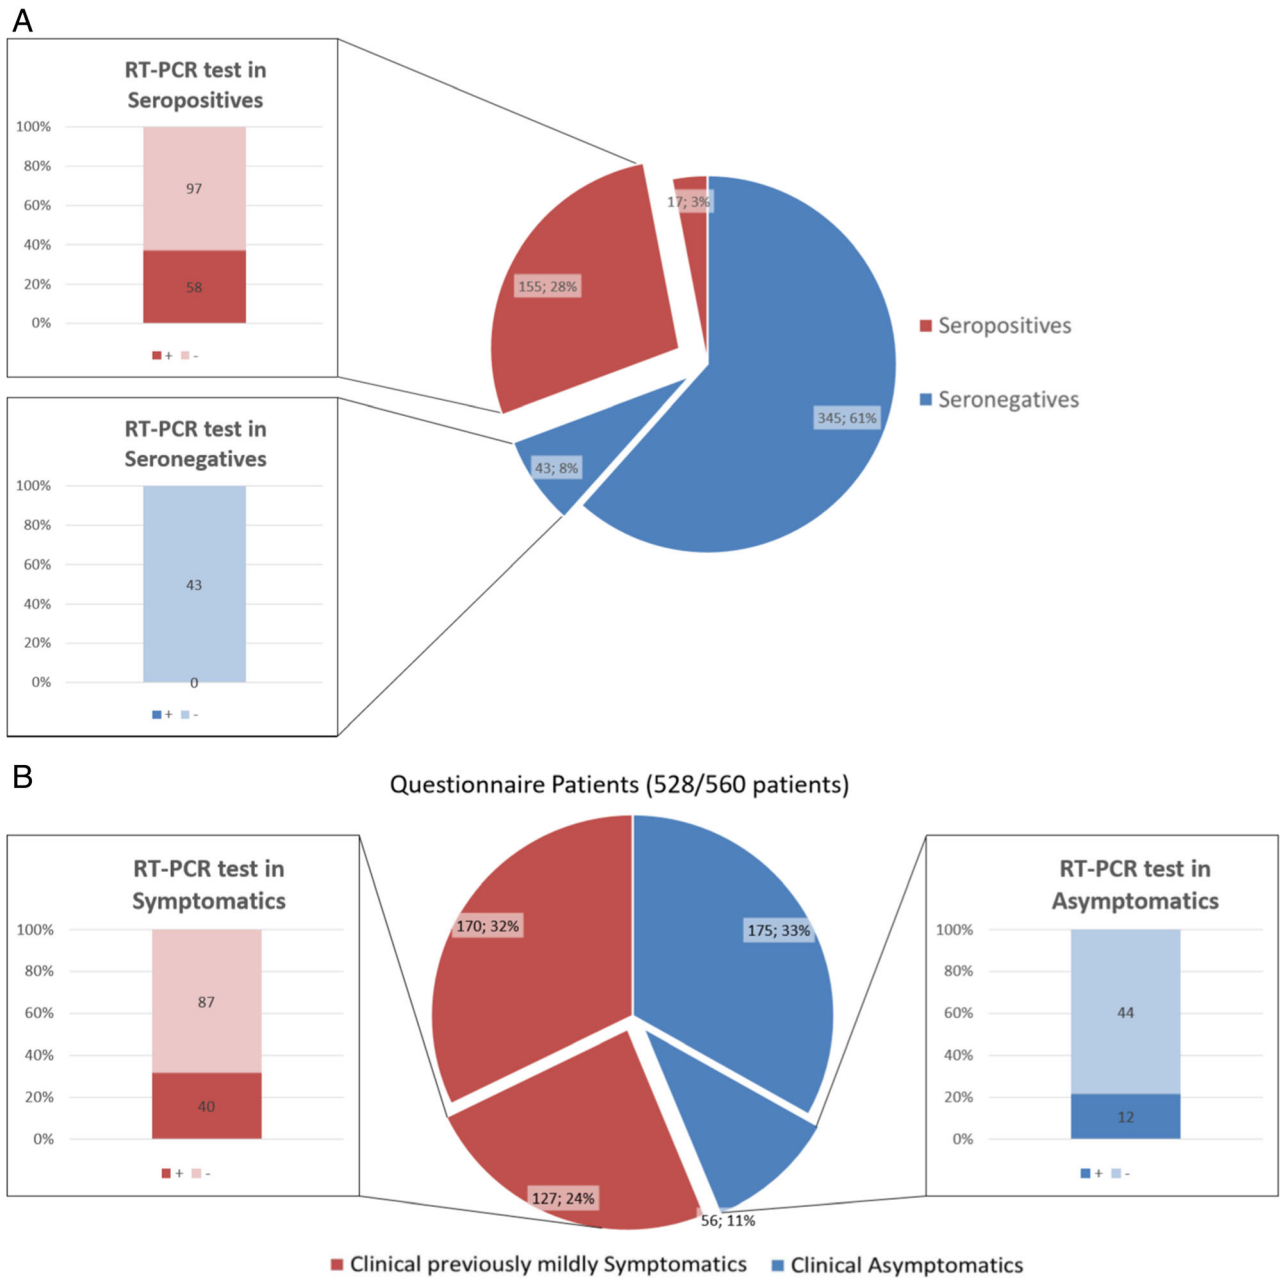 A
RT-PCR test in
Seropositives
100%
80%
60%
40%
20%
0%
97
58
+ -
17; 3%
155; 28%
345; 61%
43; 8%
Seropositives
Seronegatives
RT-PCR test in
Seronegatives
100%
80%
60%
40%
20%
0%
43
0
+ -
B
Questionnaire Patients (528/560 patients)
RT-PCR test in
Symptomatics
100%
80%
60%
40%
20%
0%
87
40
+ -
170; 32%
175; 33%
127; 24%
56; 11%
RT-PCR test in
Asymptomatics
100%
80%
60%
40%
20%
0%
44
12
+ -
Clinical previously mildly Symptomatics
Clinical Asymptomatics